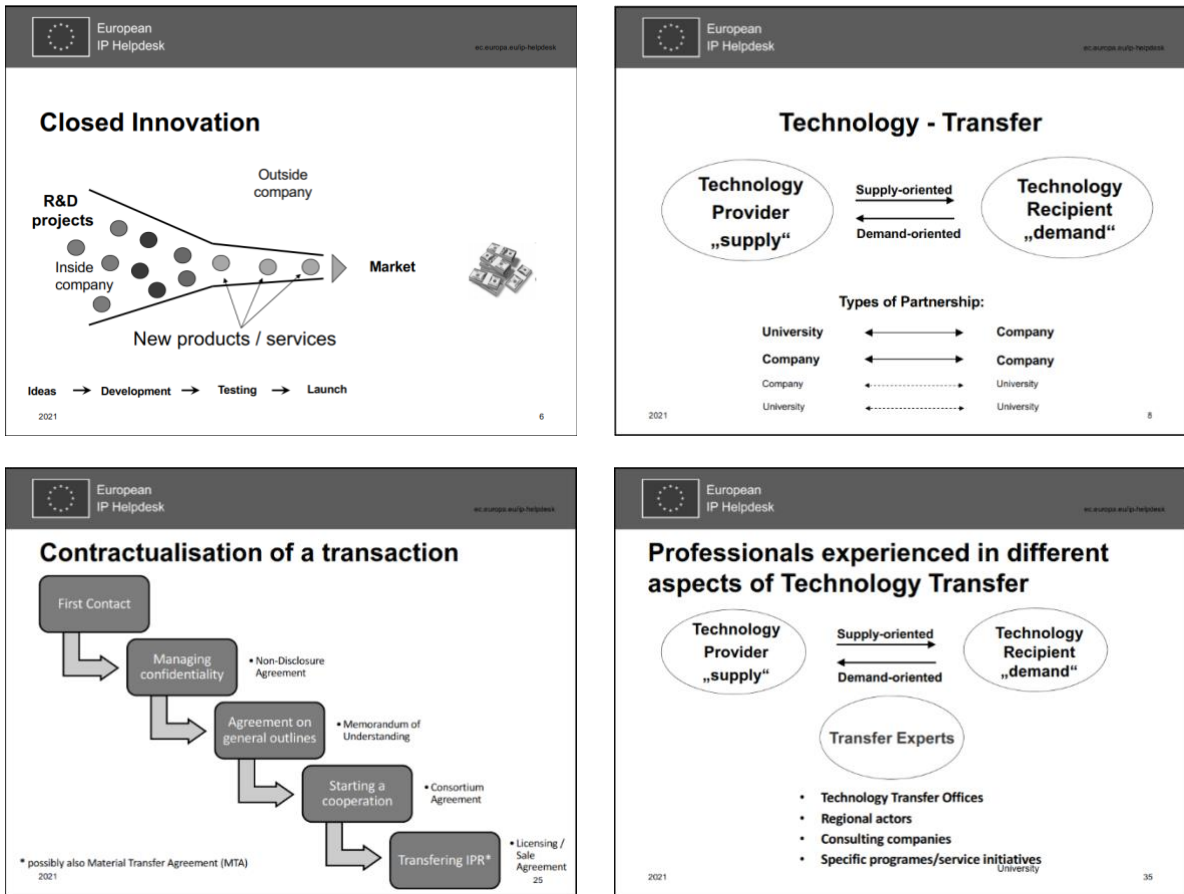 European
IP Helpdesk
ec.europa.eu/ip-helpdesk
Closed Innovation
Outside
company
R&D
projects
Inside
company
Market
New products / services
Ideas
Development
Testing
Launch
2021
6
European
IP Helpdesk
ec.europa.eu/ip-helpdesk
Technology - Transfer
Technology
Provider
„supply“
Supply-oriented
Demand-oriented
Technology
Recipient
„demand“
Types of Partnership:
University Company
Company Company
Company University
University University
2021
8
European
IP Helpdesk
ec.europa.eu/ip-helpdesk
Contractualisation of a transaction
First Contact
Managing
confidentiality
• Non-Disclosure
Agreement
Agreement on
general outlines
• Memorandum of
Understanding
Starting a
cooperation
• Consortium
Agreement
Transfering IPR*
• Licensing /
Sale
Agreement
* possibly also Material Transfer Agreement (MTA)
2021
25
European
IP Helpdesk
ec.europa.eu/ip-helpdesk
Professionals experienced in different
aspects of Technology Transfer
Technology
Provider
„supply“
Supply-oriented
Demand-oriented
Technology
Recipient
„demand“
Transfer Experts
• Technology Transfer Offices
• Regional actors
• Consulting companies
• Specific programes/service initiatives
University
2021
35